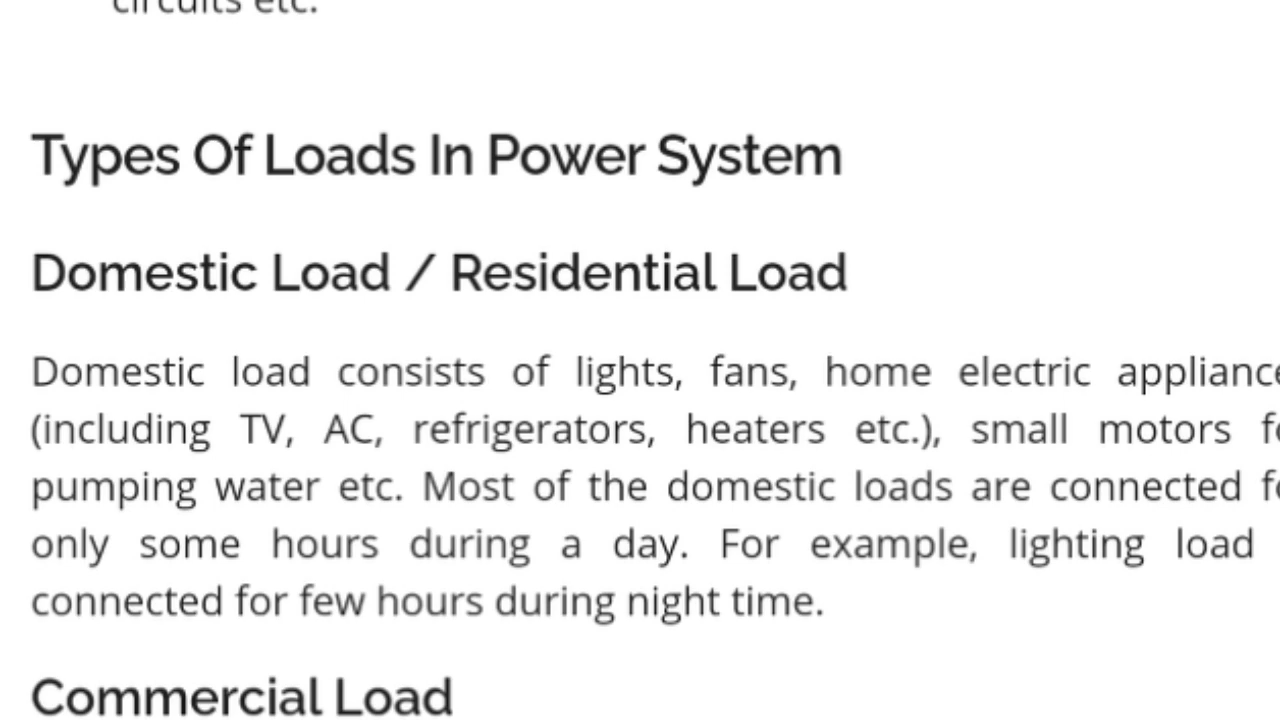 circuits etc.
Types Of Loads In Power System
Domestic Load / Residential Load
Domestic load consists of lights, fans, home electric
(including TV, AC, refrigerators, heaters etc.), small motors
pumping water etc. Most of the domestic loads are connected
only some hours during a day. For example, lighting load
connected for few hours during night time.
Commercial Load